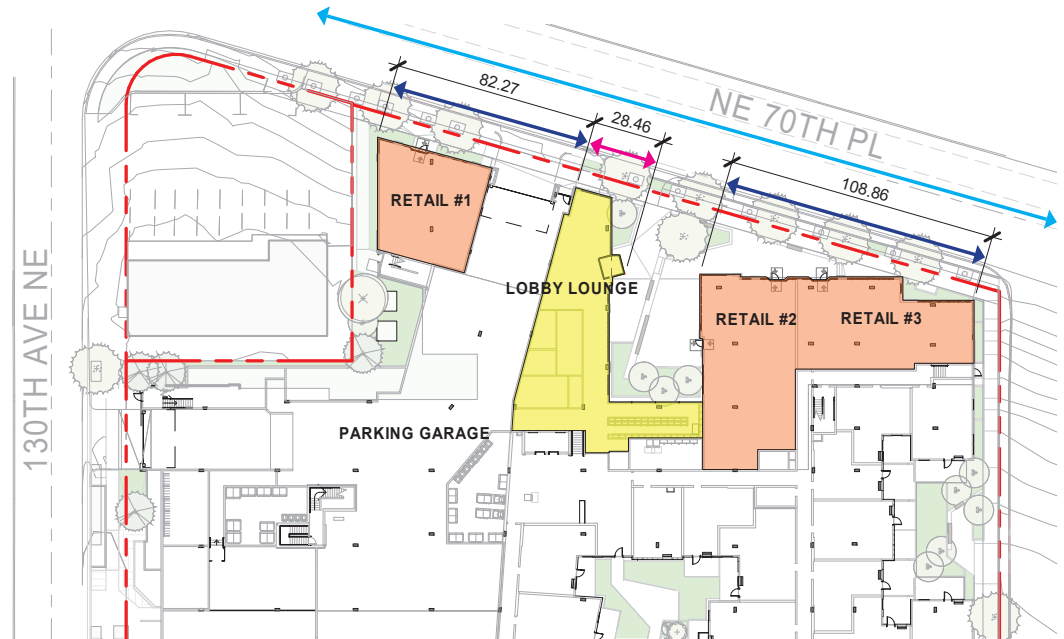 82.27
28.46
NE 70TH PL
108.86
RETAIL #1
LOBBY LOUNGE
RETAIL #2
RETAIL #3
130TH AVE NE
PARKING GARAGE